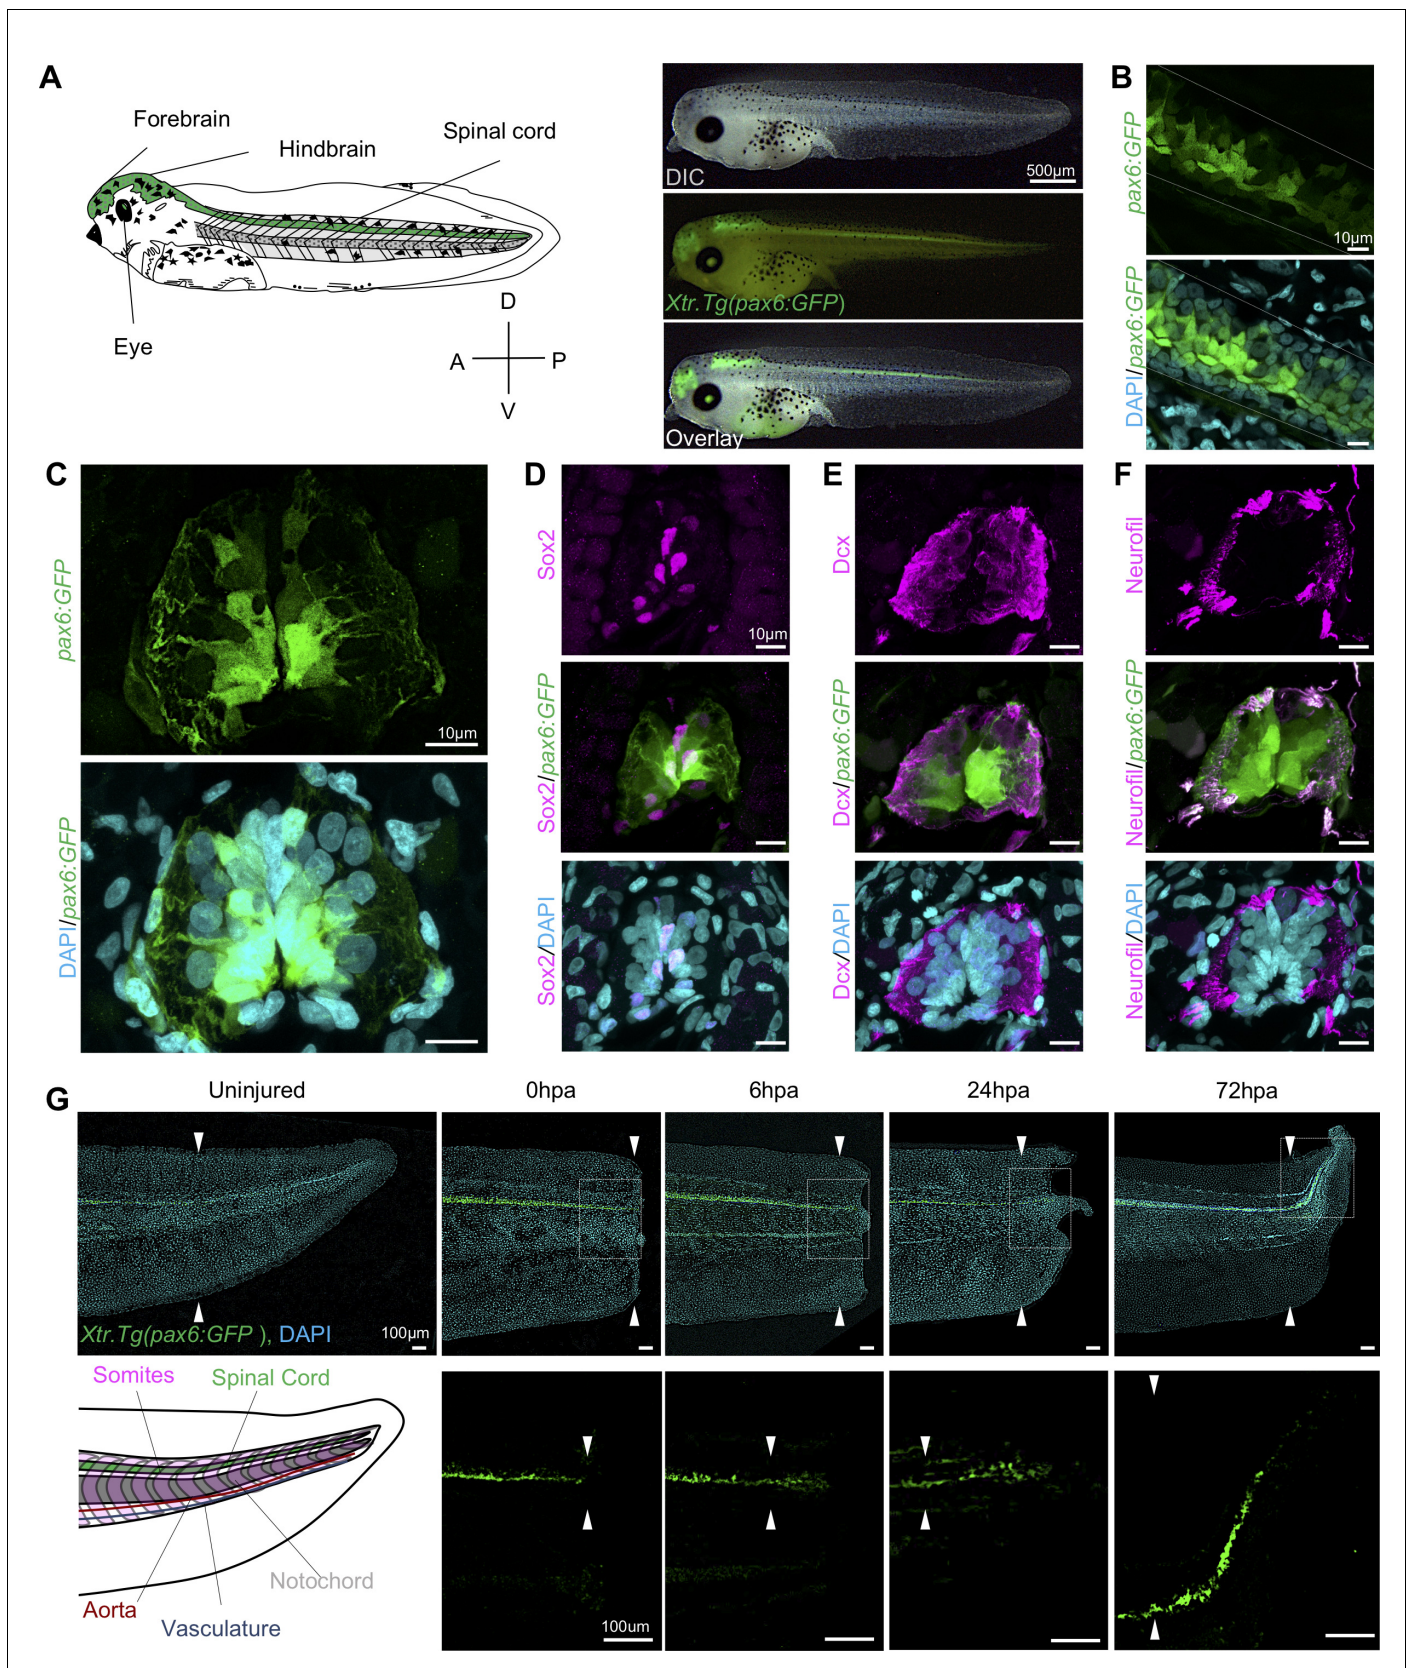 A
Forebrain
Hindbrain
Spinal cord
Eye
D
A
P
V
DIC
500µm
Xtr.Tg(pax6:GFP)
Overlay
B
pax6:GFP
10µm
DAPI/pax6:GFP
C
pax6:GFP
10µm
DAPI/pax6:GFP
D
Sox2
10µm
Sox2/pax6:GFP
Sox2/DAPI
E
Dcx
Dcx/pax6:GFP
Dcx/DAPI
F
Neurofil
Neurofil/pax6:GFP
Neurofil/DAPI
G
Uninjured
0hpa
6hpa
24hpa
72hpa
Xtr.Tg(pax6:GFP ), DAPI
100µm
Somites
Spinal Cord
Notochord
Aorta
Vasculature
100um